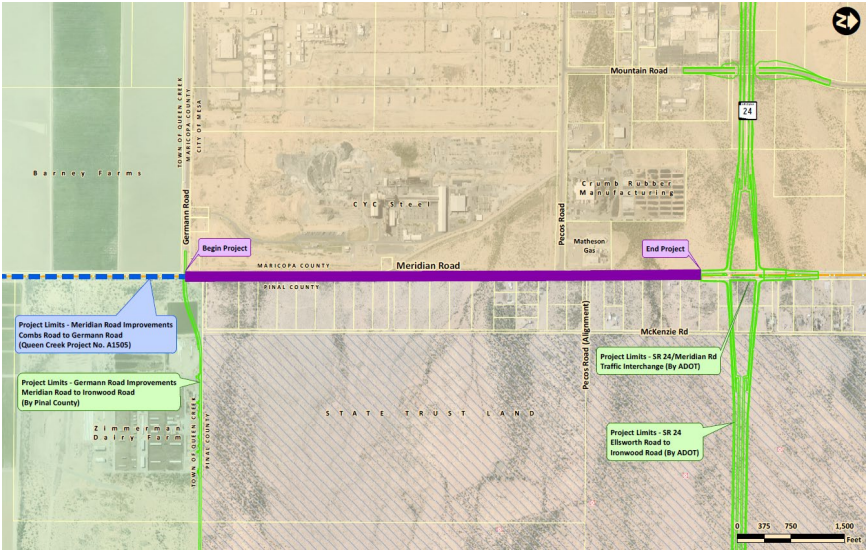 N
Mountain Road
24
TOWN OF QUEEN CREEK
MARICOPA COUNTY
CITY OF MESA
Barney Farms
Crumb Rubber
Manufacturing
CYC Steel
Germann Road
Pecos Road
Matheson
Gas
Begin Project
End Project
MARICOPA COUNTY
Meridian Road
PINAL COUNTY
Project Limits - Meridian Road Improvements
Combs Road to Germann Road
(Queen Creek Project No. A1505)
McKenzie Rd
Pecos Road (Alignment)
Project Limits - SR 24/Meridian Rd
Traffic Interchange (By ADOT)
Project Limits - Germann Road Improvements
Meridian Road to Ironwood Road
(By Pinal County)
STATE TRUST LAND
Zimmerman
Dairy Farm
TOWN OF QUEEN CREEK
PINAL COUNTY
Project Limits - SR 24
Ellsworth Road to
Ironwood Road (By ADOT)
0 375 750 1,500
Feet